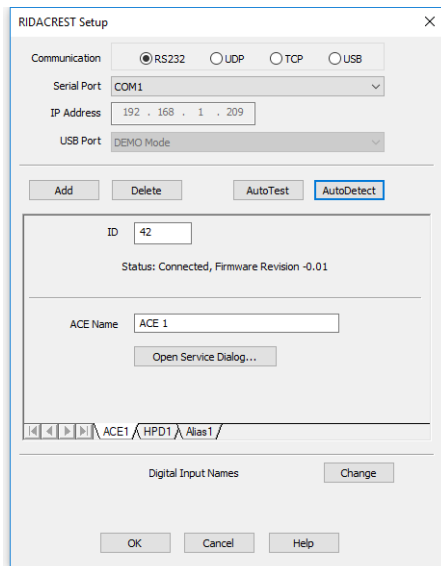 RIDACREST Setup
Communication RS232 UDP TCP USB
Serial Port COM1
IP Address 192 . 168 . 1 . 209
USB Port DEMO Mode
Add Delete AutoTest AutoDetect
ID 42
Status: Connected, Firmware Revision -0.01
ACE Name ACE 1
Open Service Dialog...
ACE1 HPD1 Alias1
Digital Input Names Change
OK Cancel Help